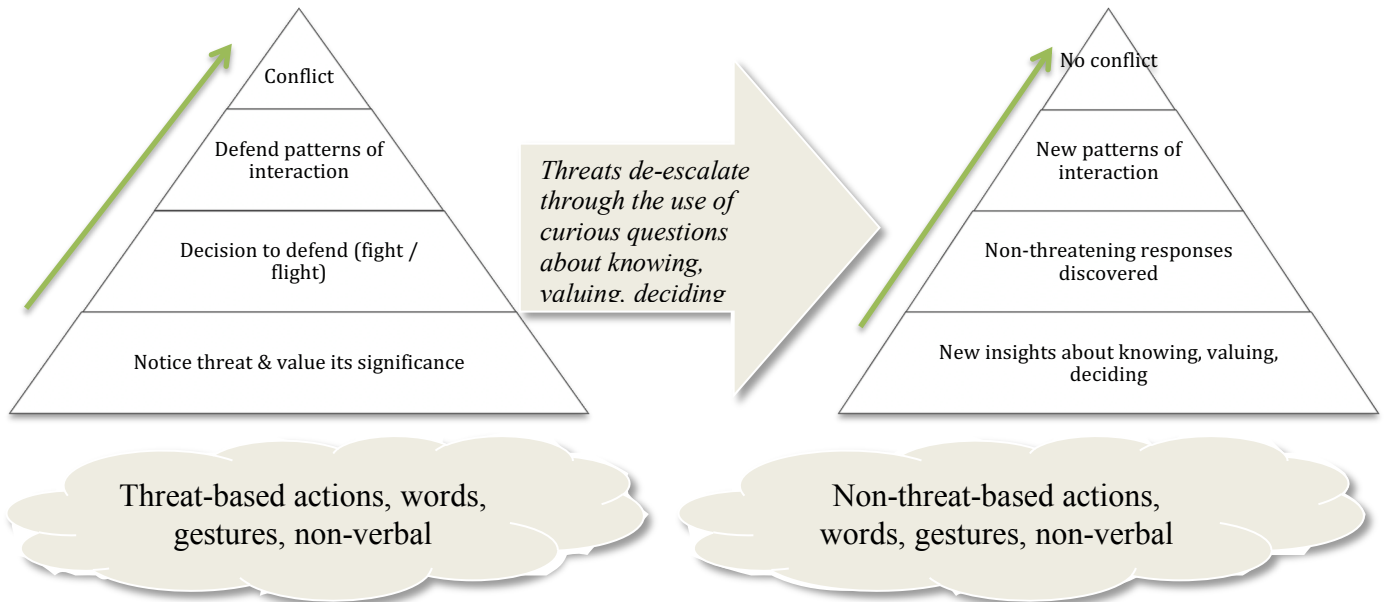 Conflict
Defend patterns of
interaction
Decision to defend (fight /
flight)
Notice threat & value its significance
Threat-based actions, words,
gestures, non-verbal
Threats de-escalate
through the use of
curious questions
about knowing,
valuing, deciding
No conflict
New patterns of
interaction
Non-threatening responses
discovered
New insights about knowing, valuing,
deciding
Non-threat-based actions,
words, gestures, non-verbal